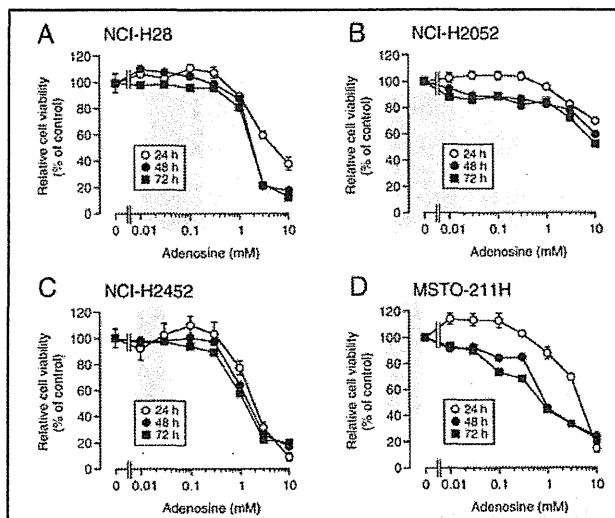 A NCI-H28
Relative cell viability
(% of control)
120
100
80
60
40
20
0
24 h
48 h
72 h
0 0.01 0.1 1 10
Adenosine (mM)
B NCI-H2052
Relative cell viability
(% of control)
120
100
80
60
40
20
0
24 h
48 h
72 h
0 0.01 0.1 1 10
Adenosine (mM)
C NCI-H2452
Relative cell viability
(% of control)
120
100
80
60
40
20
0
24 h
48 h
72 h
0 0.01 0.1 1 10
Adenosine (mM)
D MSTO-211H
Relative cell viability
(% of control)
120
100
80
60
40
20
0
24 h
48 h
72 h
0 0.01 0.1 1 10
Adenosine (mM)